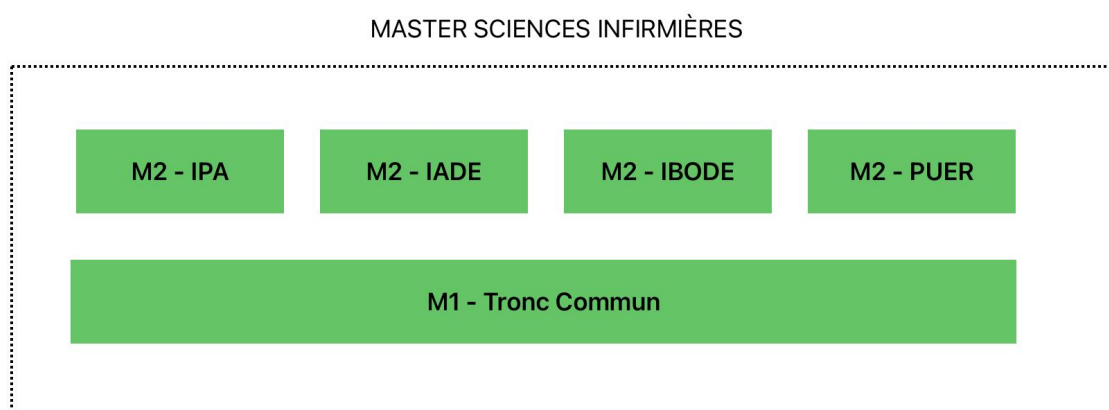 MASTER SCIENCES INFIRMIÈRES
M2 - IPA
M2 - IADE
M2 - IBODE
M2 - PUER
M1 - Tronc Commun